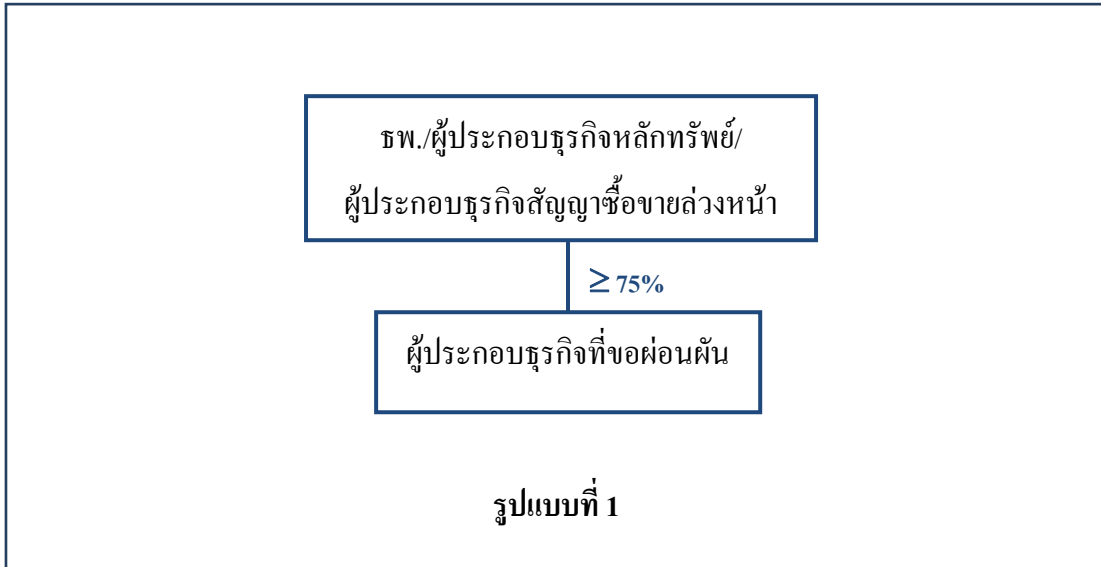 ธพ./ผู้ประกอบธุรกิจหลักทรัพย์/
ผู้ประกอบธุรกิจสัญญาซื้อขายล่วงหน้า
≥ 75%
ผู้ประกอบธุรกิจที่ขอผ่อนผัน
รูปแบบที่ 1